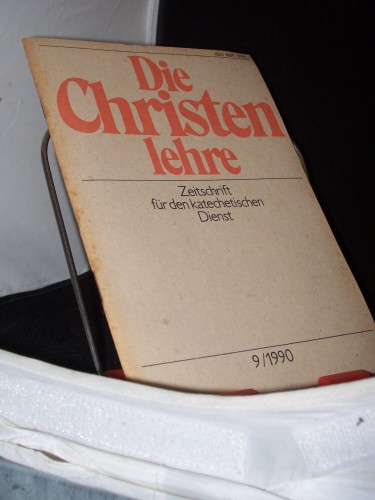 Die
Christen
lehre
Zeitschrift
für den katechetischen
Dienst
9/1990